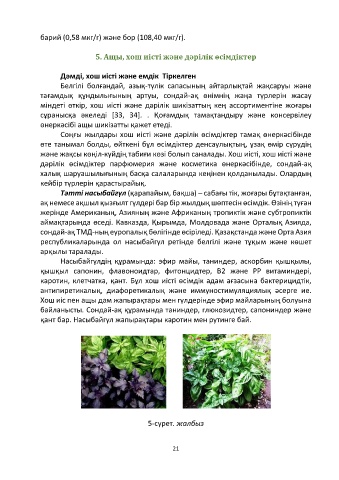 барий (0,58 мкг/г) және бор (108,40 мкг/г).
5. Ащы, хош иісті және дәрілік өсімдіктер
Дәмді, хош иісті және емдік Тіркелген
Белгілі болғандай, азық-түлік сапасының айтарлықтай жақсаруы және
тағамдық құндылығының артуы, сондай-ақ өнімнің жаңа түрлерін жасау
міндеті өткір, хош иісті және дәрілік шикізаттың кең ассортиментіне жоғары
сұранысқа әкеледі [33, 34]. . Қоғамдық тамақтандыру және консервілеу
өнеркәсібі ащы шикізатты қажет етеді.
Соңғы жылдары хош иісті және дәрілік өсімдіктер тамақ өнеркәсібінде
өте танымал болды, өйткені бұл өсімдіктер денсаулықтың, ұзақ өмір сүрудің
және жақсы көңіл-күйдің табиғи көзі болып саналады. Хош иісті, хош иісті және
дәрілік өсімдіктер парфюмерия және косметика өнеркәсібінде, сондай-ақ
халық шаруашылығының басқа салаларында кеңінен қолданылады. Олардың
кейбір түрлерін қарастырайық.
Тәтті насыбайгүл (қарапайым, бақша) – сабағы тік, жоғары бұтақтанған,
ақ немесе ақшыл қызғылт гүлдері бар бір жылдық шөптесін өсімдік. Өзінің туған
жерінде Американың, Азияның және Африканың тропиктік және субтропиктік
аймақтарында өседі. Кавказда, Қырымда, Молдовада және Орталық Азияда,
сондай-ақ ТМД-ның еуропалық бөлігінде өсіріледі. Қазақстанда және Орта Азия
республикаларында ол насыбайгүл ретінде белгілі және тұқым және көшет
арқылы таралады.
Насыбайгүлдің құрамында: эфир майы, таниндер, аскорбин қышқылы,
қышқыл сапонин, флавоноидтар, фитонцидтер, В2 және РР витаминдері,
каротин, клетчатка, қант. Бұл хош иісті өсімдік адам ағзасына бактерицидтік,
антипиретикалық, диафоретикалық және иммуностимуляциялық әсерге ие.
Хош иіс пен ащы дәм жапырақтары мен гүлдерінде эфир майларының болуына
байланысты. Сондай-ақ құрамында таниндер, глюкозидтер, сапониндер және
қант бар. Насыбайгүл жапырақтары каротин мен рутинге бай.
5-сурет. жалбыз
21